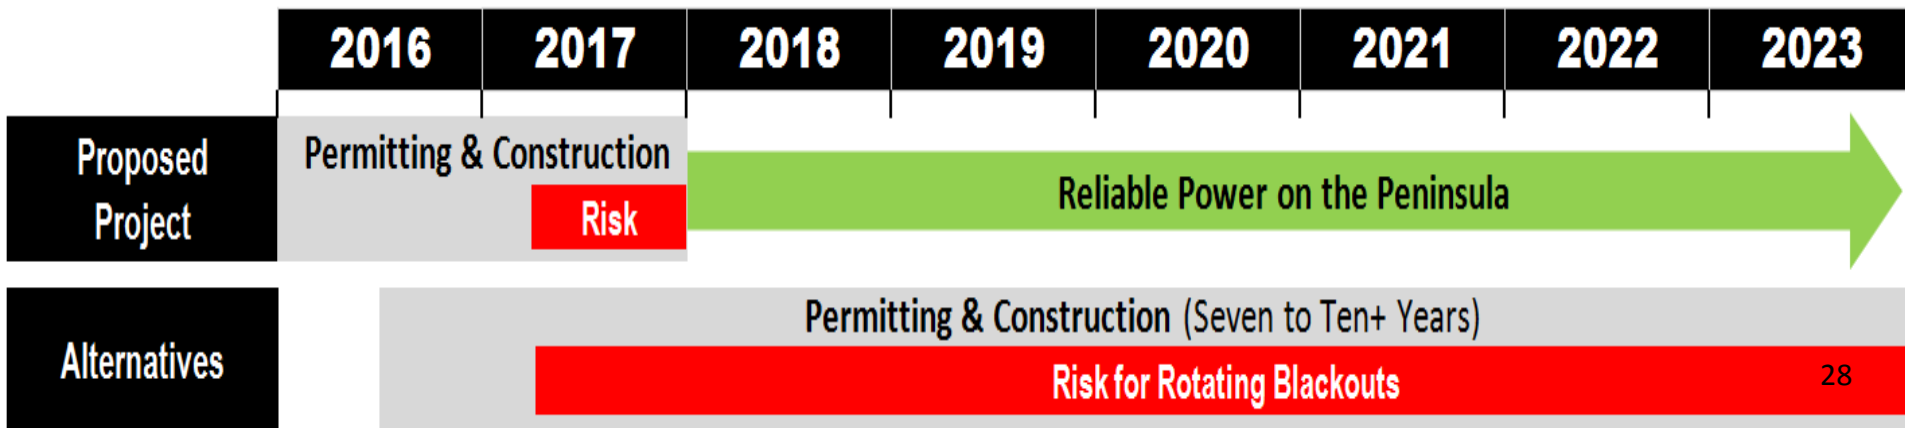 2016 2017 2018 2019 2020 2021 2022 2023
Proposed
Project
Permitting & Construction
Risk
Reliable Power on the Peninsula
Alternatives
Permitting & Construction (Seven to Ten+ Years)
Risk for Rotating Blackouts
28